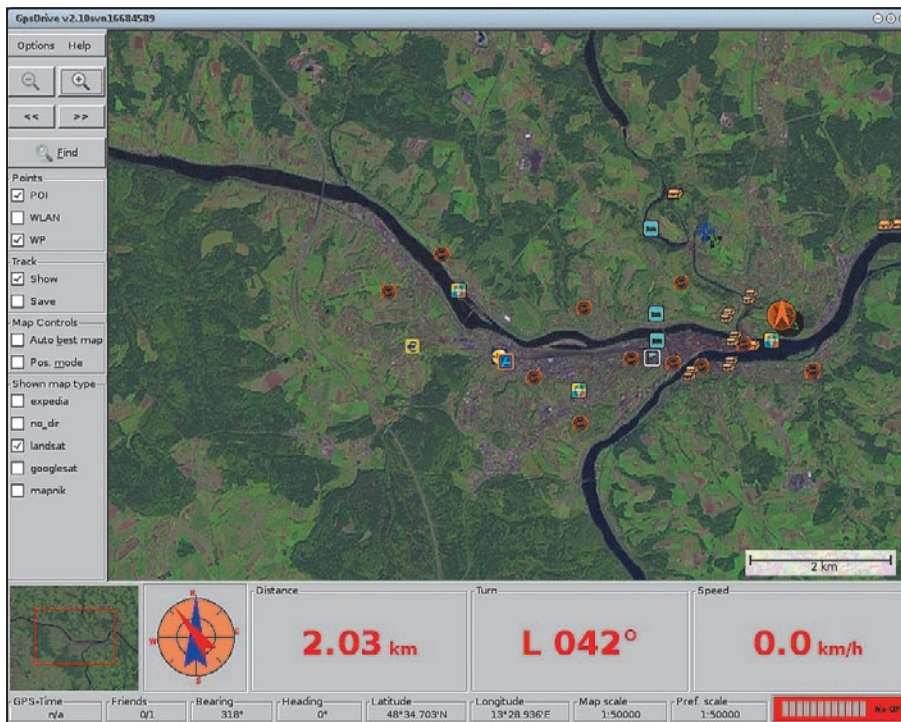 GpsDrive v2.10svn16684589
Options Help
<< >>
Find
Points
POI
WLAN
WP
Track
Show
Save
Map Controls
Auto best map
Pos. mode
Shown map type
expedia
no_dir
landsat
googlesat
mapnik
2 km
Distance
2.03 km
Turn
L 042°
Speed
0.0 km/h
GPS-Time
n/a
Friends
0/1
Bearing
318°
Heading
0°
Latitude
48°34.703'N
Longitude
13°28.936'E
Map scale
1:50000
Pref. scale
1:50000